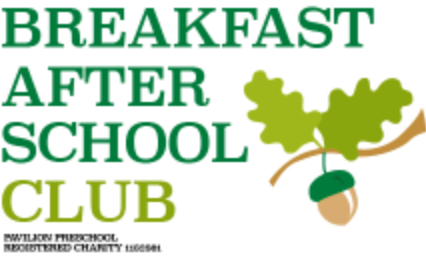 BREAKFAST
AFTER
SCHOOL
CLUB
PAVILION PRESCHOOL
REGISTERED CHARITY